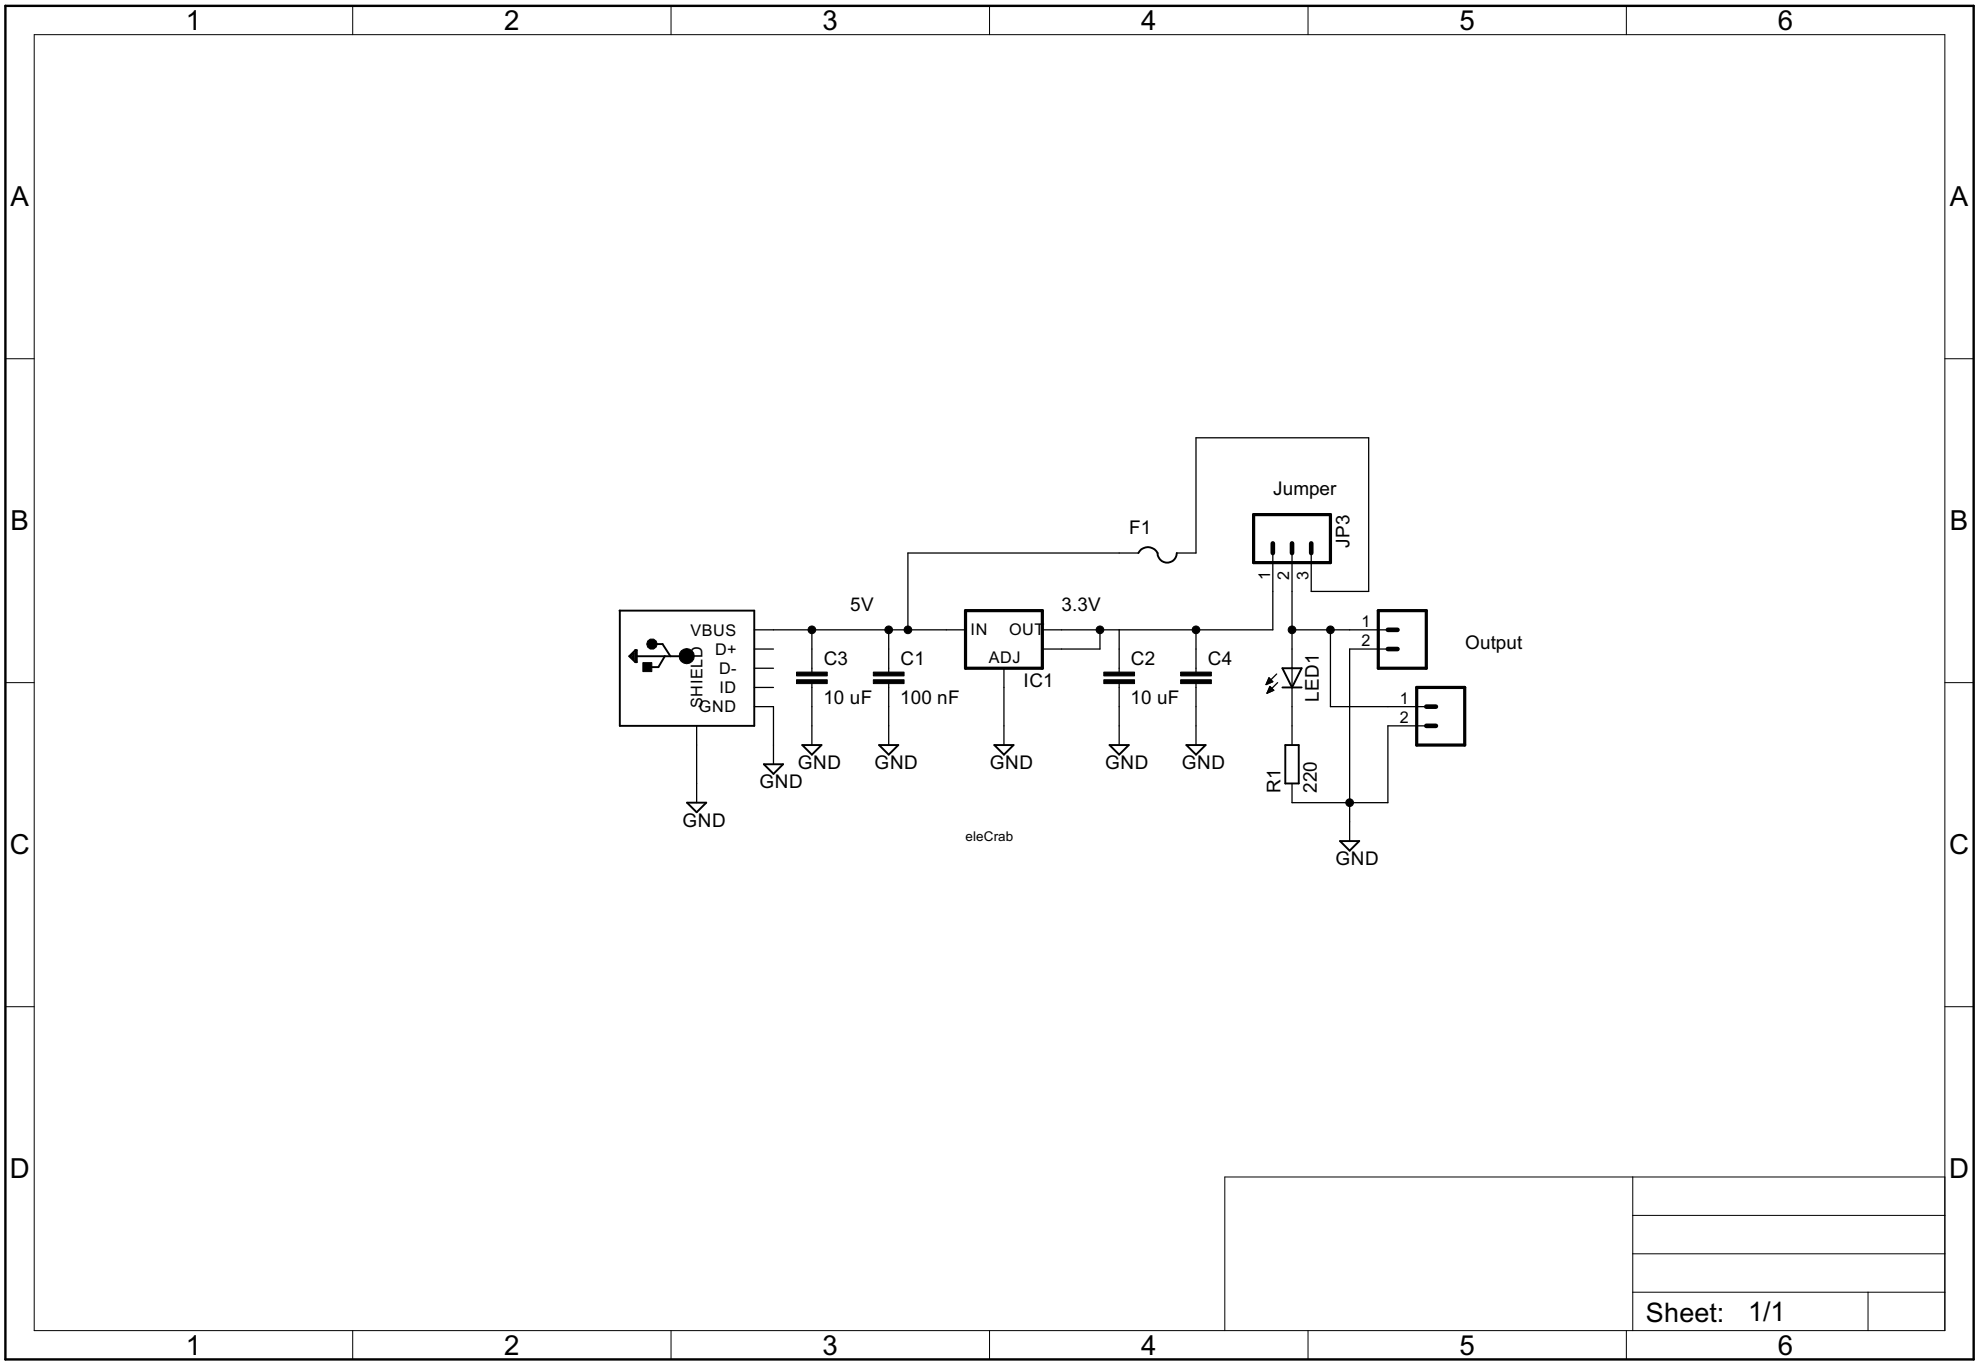 1 2 3 4 5 6
A A
B B
C C
D D
Jumper
JP3
F1
1 2 3
5V
3.3V
VBUS
D+
D-
ID
GND
SHIELD
IN OUT
ADJ
IC1
C3
10 uF
C1
100 nF
C2
10 uF
C4
LED1
1
2
Output
1
2
R1
220
GND
GND
GND
GND
GND
GND
GND
GND
eleCrab
Sheet: 1/1
1 2 3 4 5 6